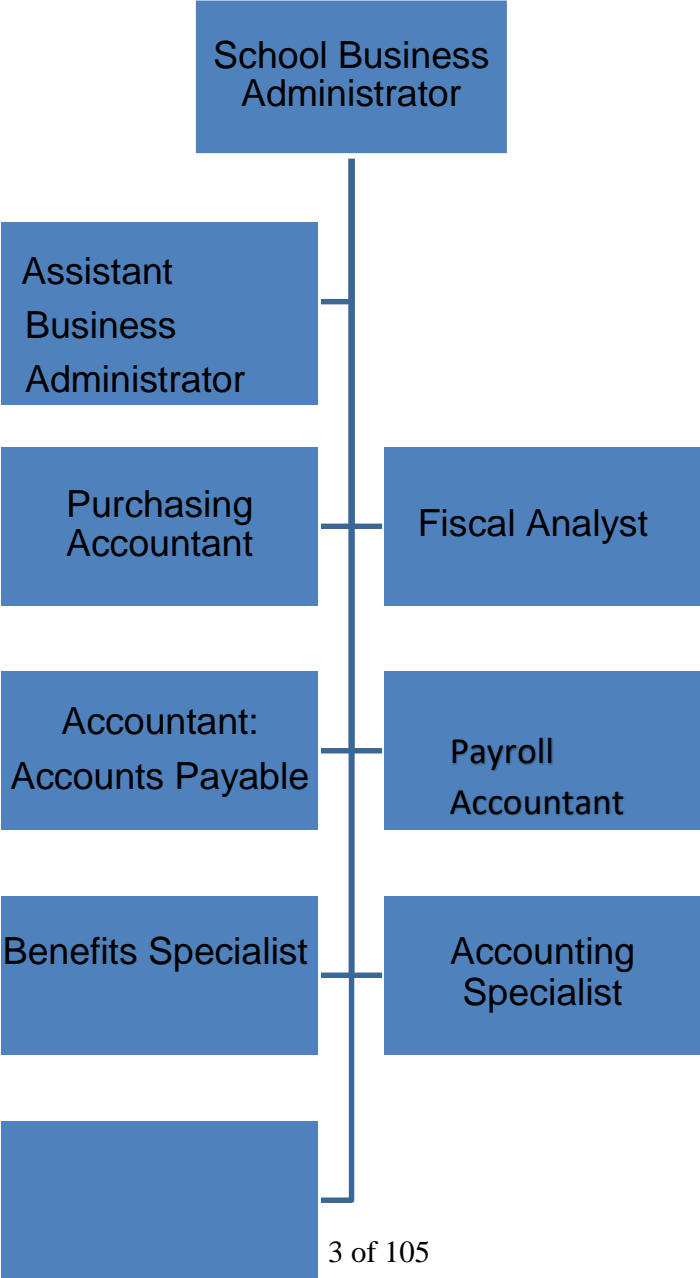 School Business
Administrator
Assistant
Business
Administrator
Purchasing
Accountant
Fiscal Analyst
Accountant:
Accounts Payable
Payroll
Accountant
Benefits Specialist
Accounting
Specialist
3 of 105